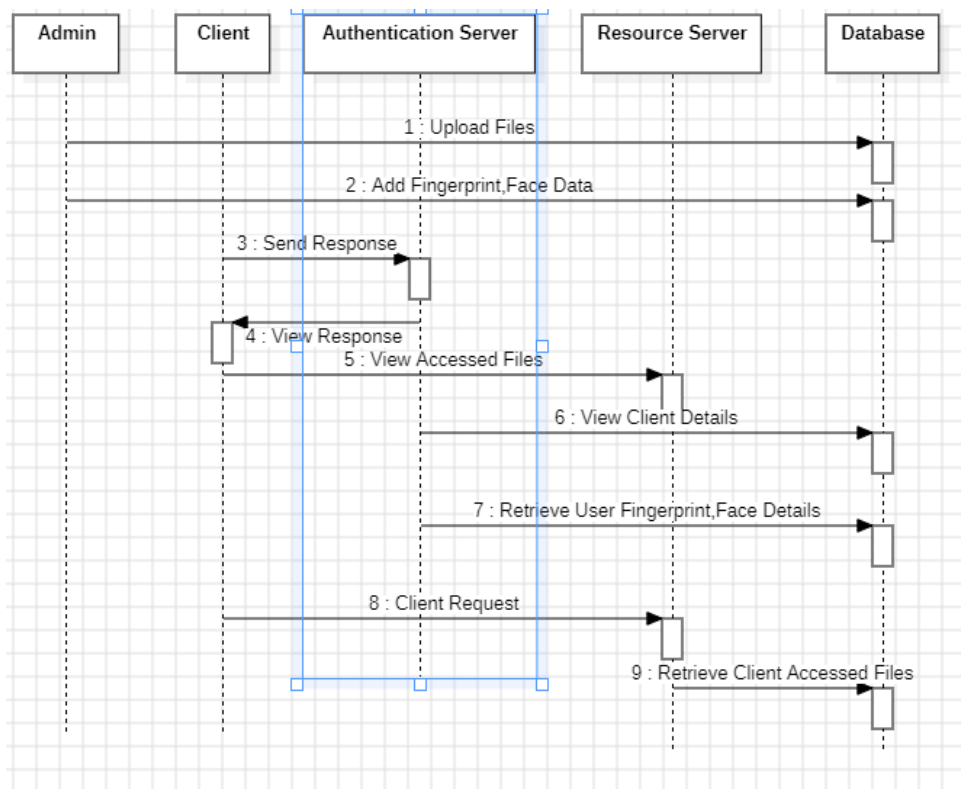 Admin
Client
Authentication Server
Resource Server
Database
1 : Upload Files
2 : Add Fingerprint,Face Data
3 : Send Response
4 : View Response
5 : View Accessed Files
6 : View Client Details
7 : Retrieve User Fingerprint,Face Details
8 : Client Request
9 : Retrieve Client Accessed Files